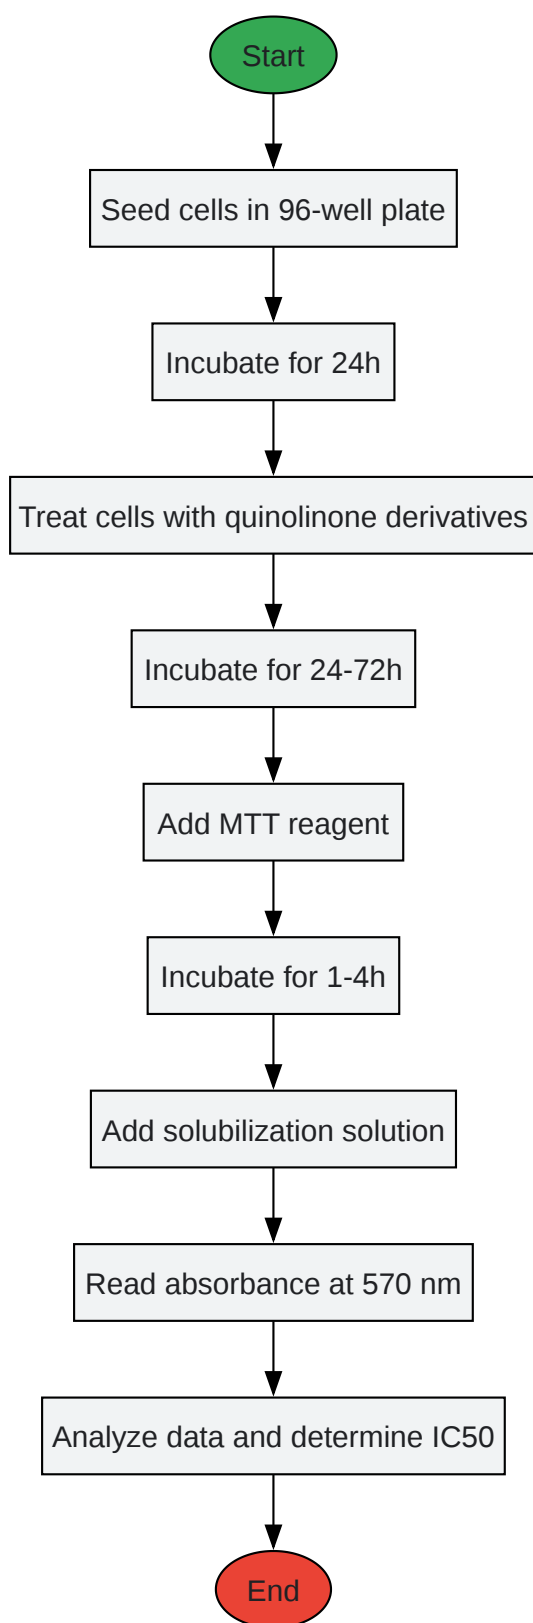 Start
Seed cells in 96-well plate
Incubate for 24h
Treat cells with quinolinone derivatives
Incubate for 24-72h
Add MTT reagent
Incubate for 1-4h
Add solubilization solution
Read absorbance at 570 nm
Analyze data and determine IC50
End